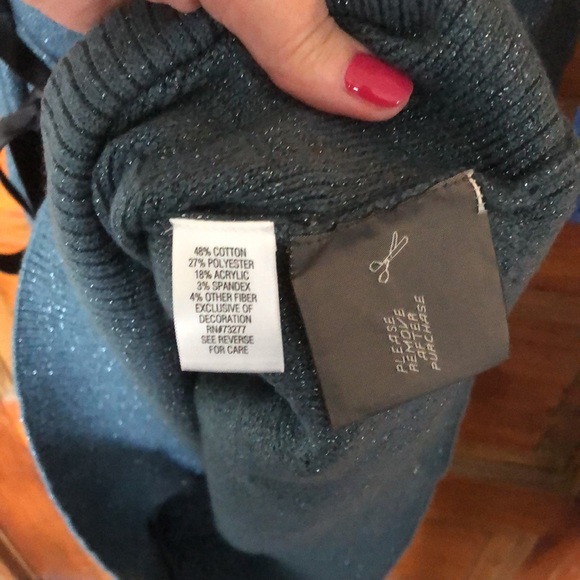 48% COTTON
27% POLYESTER
18% ACRYLIC
3% SPANDEX
4% OTHER FIBER
EXCLUSIVE OF
DECORATION
RN#73277
SEE REVERSE
FOR CARE
PLEASE
REMOVE
AFTER
PURCHASE